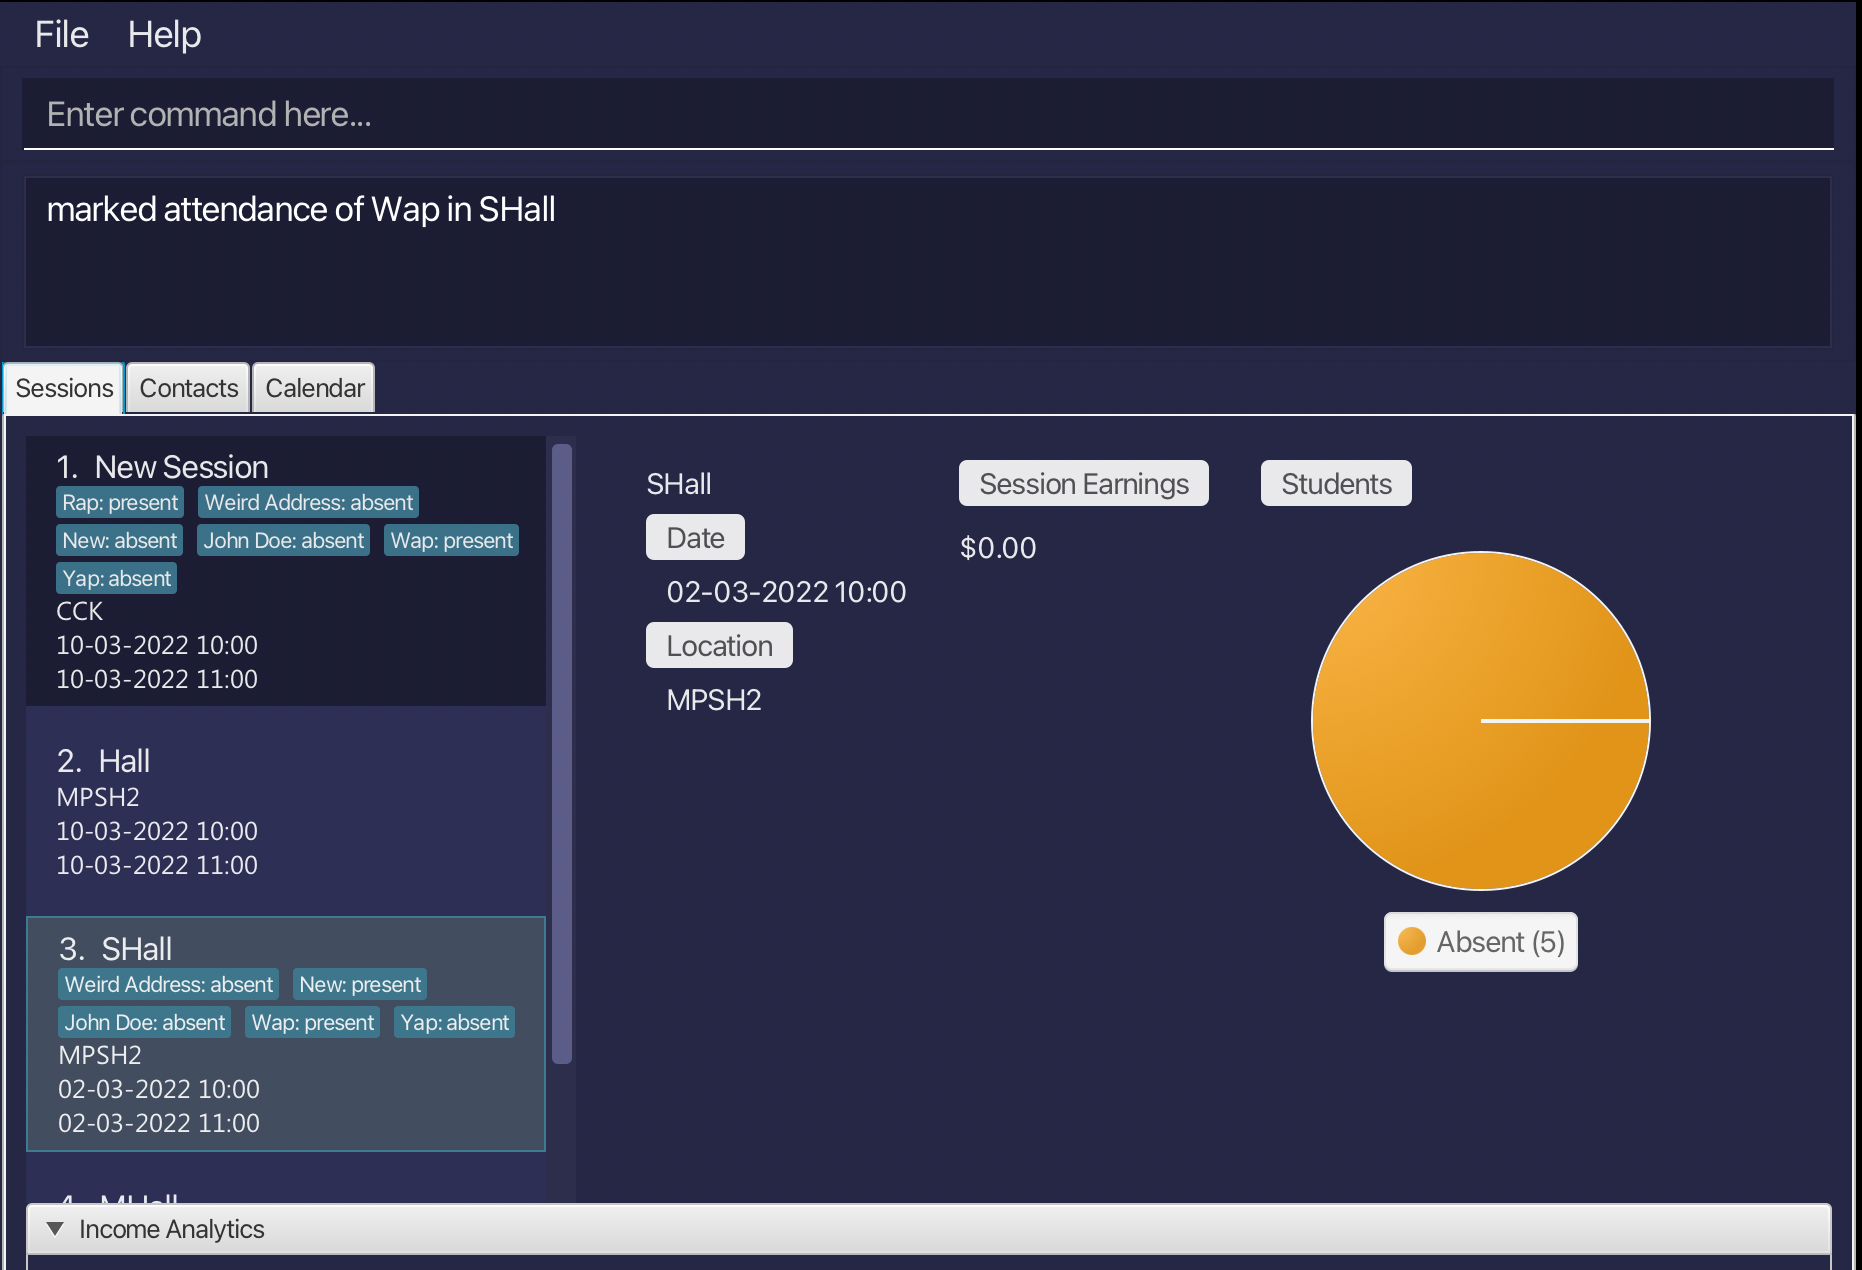 File Help
Enter command here...
marked attendance of Wap in SHall
Sessions Contacts Calendar
1. New Session
Rap: present Weird Address: absent
New: absent John Doe: absent Wap: present
Yap: absent
CCK
10-03-2022 10:00
10-03-2022 11:00
2. Hall
MPSH2
10-03-2022 10:00
10-03-2022 11:00
3. SHall
Weird Address: absent New: present
John Doe: absent Wap: present Yap: absent
MPSH2
02-03-2022 10:00
02-03-2022 11:00
4. MHall
SHall
Date
02-03-2022 10:00
Location
MPSH2
Session Earnings
$0.00
Students
Absent (5)
Income Analytics